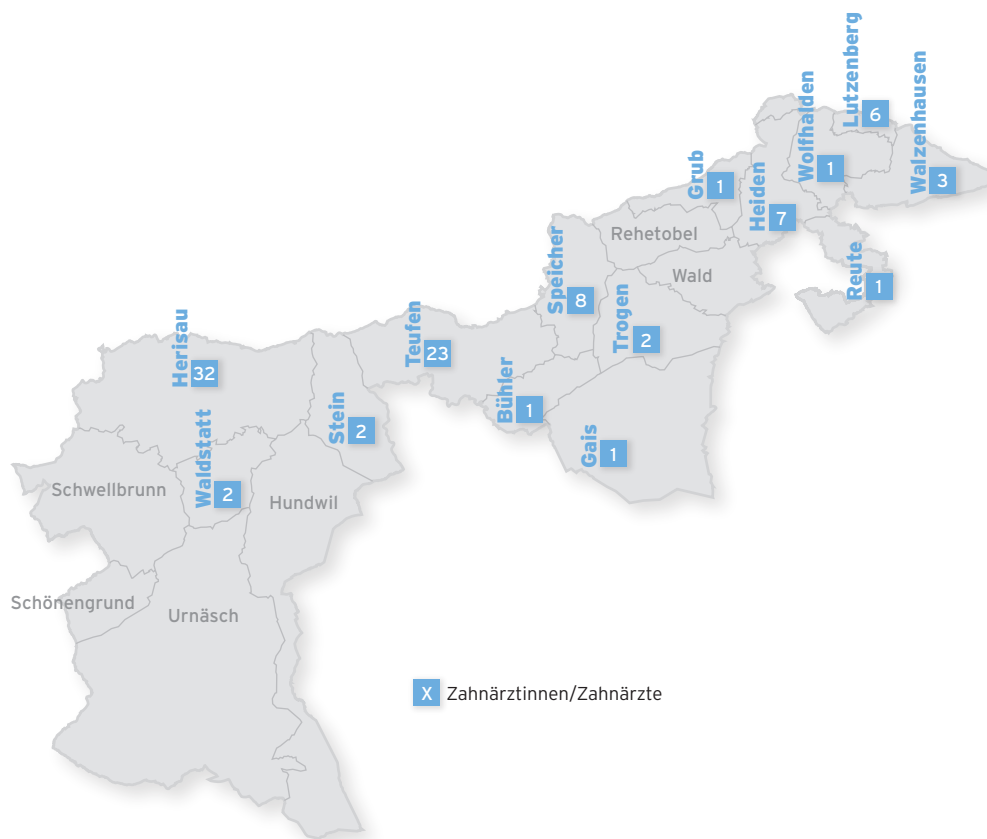 Lutzenberg
6
Walzenhausen
3
Wolfhalden
1
Grub
1
Heiden
7
Rehetobel
Wald
Reute
1
Speicher
8
Trogen
2
Teufen
23
Herisau
32
Bühler
1
Stein
2
Gais
1
Waldstatt
2
Schwellbrunn
Hundwil
Schönengrund
Urnäsch
X Zahnärztinnen/Zahnärzte